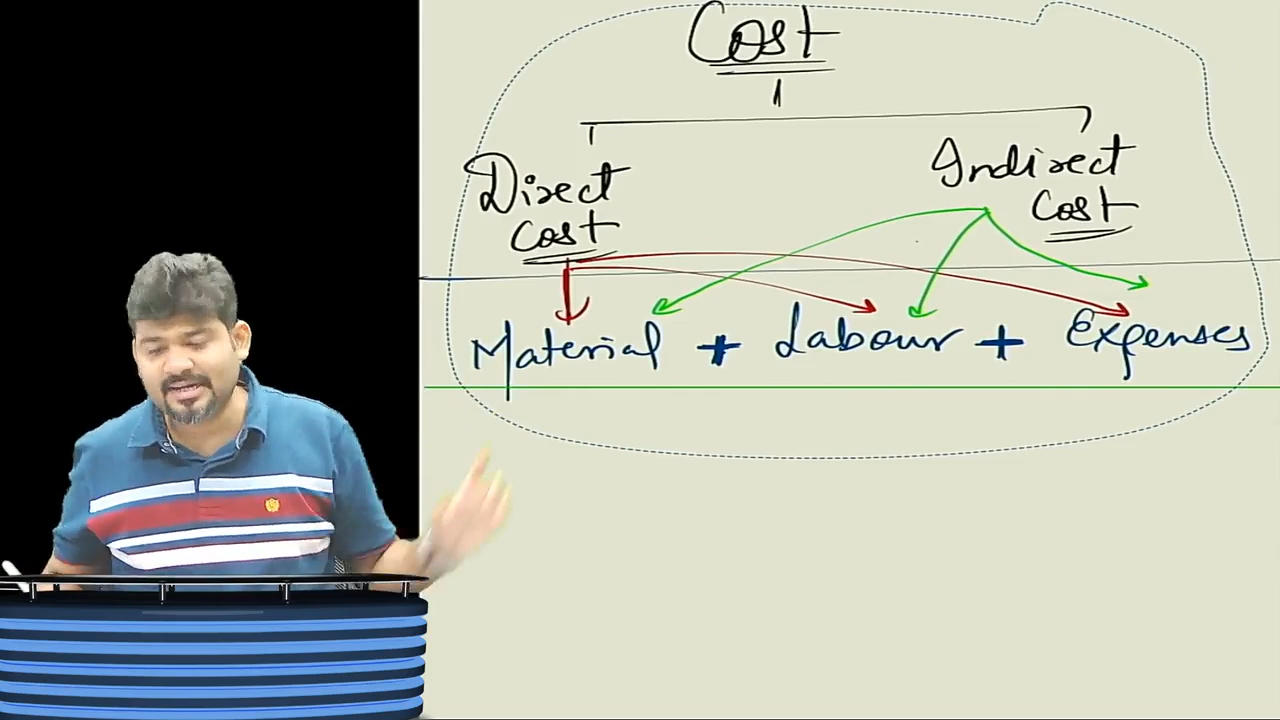 Cost
Direct Indirect
Cost Cost
Material + Labour + Expenses